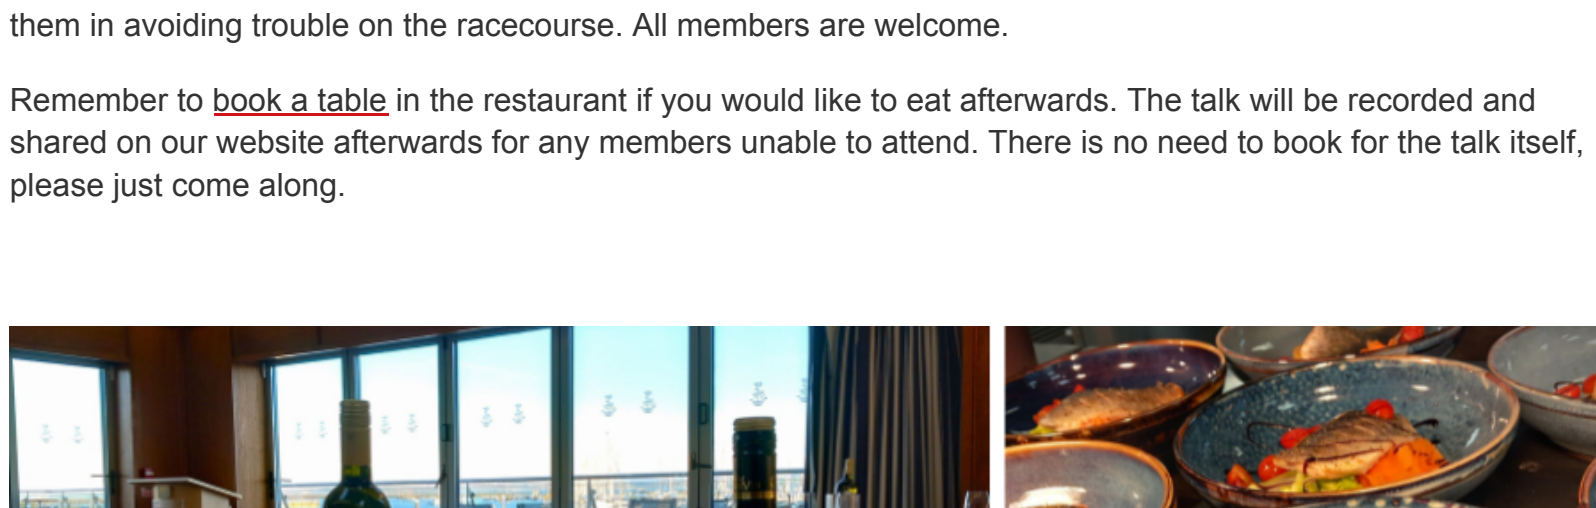 them in avoiding trouble on the racecourse. All members are welcome.
Remember to book a table in the restaurant if you would like to eat afterwards. The talk will be recorded and
shared on our website afterwards for any members unable to attend. There is no need to book for the talk itself,
please just come along.